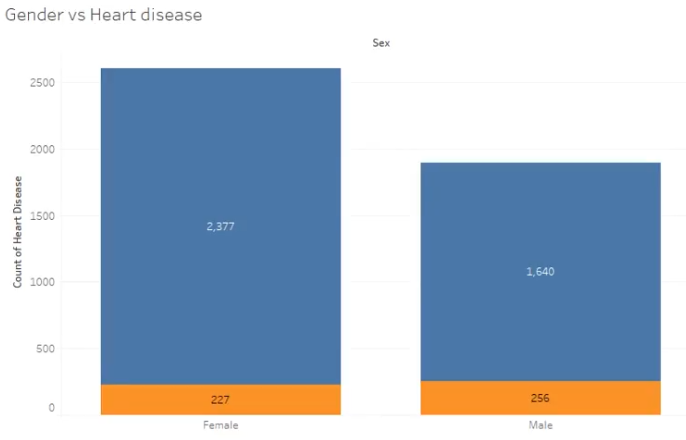 Gender vs Heart disease
Sex
Count of Heart Disease
2500
2000
1500
1000
500
0
2,377
1,640
227
256
Female
Male